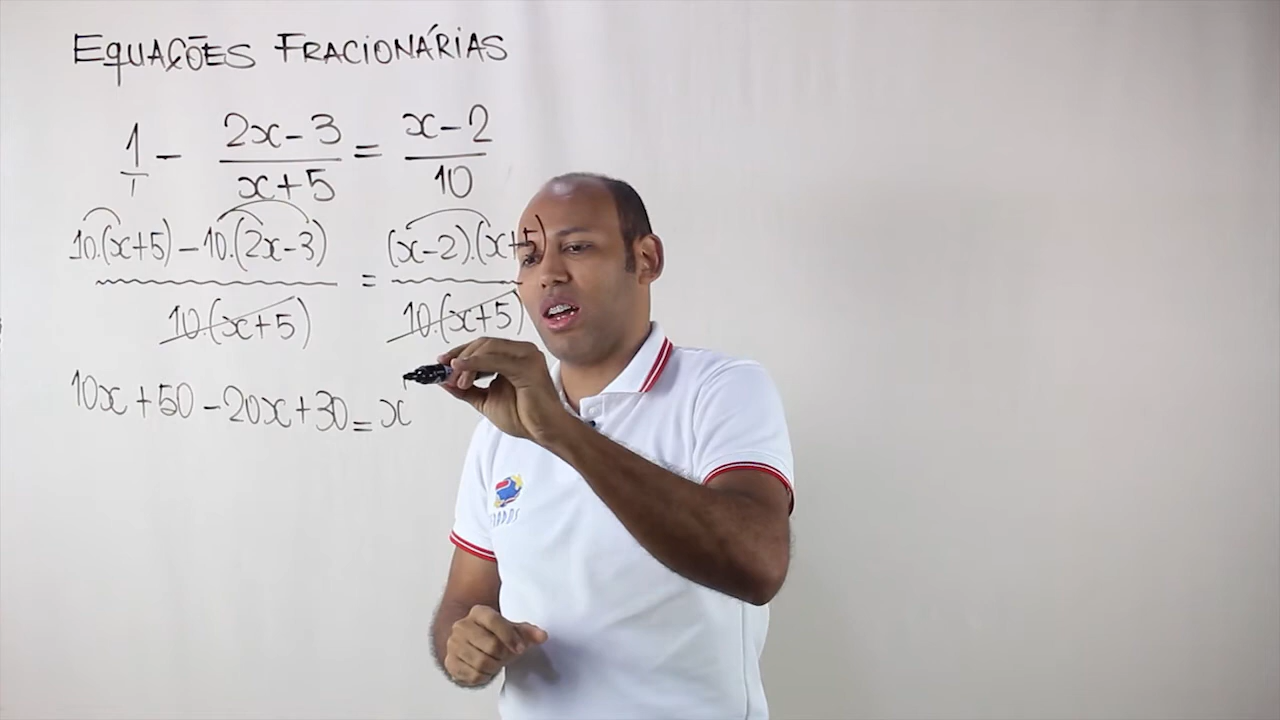 EQUAÇÕES FRACIONÁRIAS
1/1 - (2x-3)/(x+5) = (x-2)/10
(10.(x+5) - 10.(2x-3))/(10.(x+5)) = ((x-2).(x+5))/(10.(x+5))
10x+50-20x+30=x